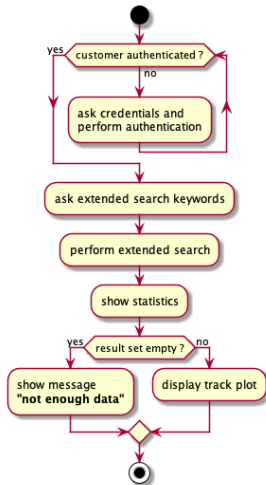 customer authenticated ?
yes
no
ask credentials and
perform authentication
ask extended search keywords
perform extended search
show statistics
result set empty ?
yes
no
show message
"not enough data"
display track plot